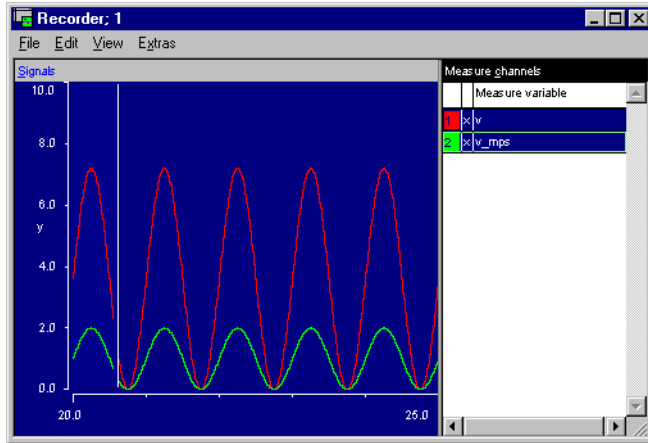 Recorder; 1
File Edit View Extras
Signals
Measure channels
Measure variable
1 x v
2 x v_mps
10.0
8.0
6.0
y
4.0
2.0
0.0
20.0 25.0